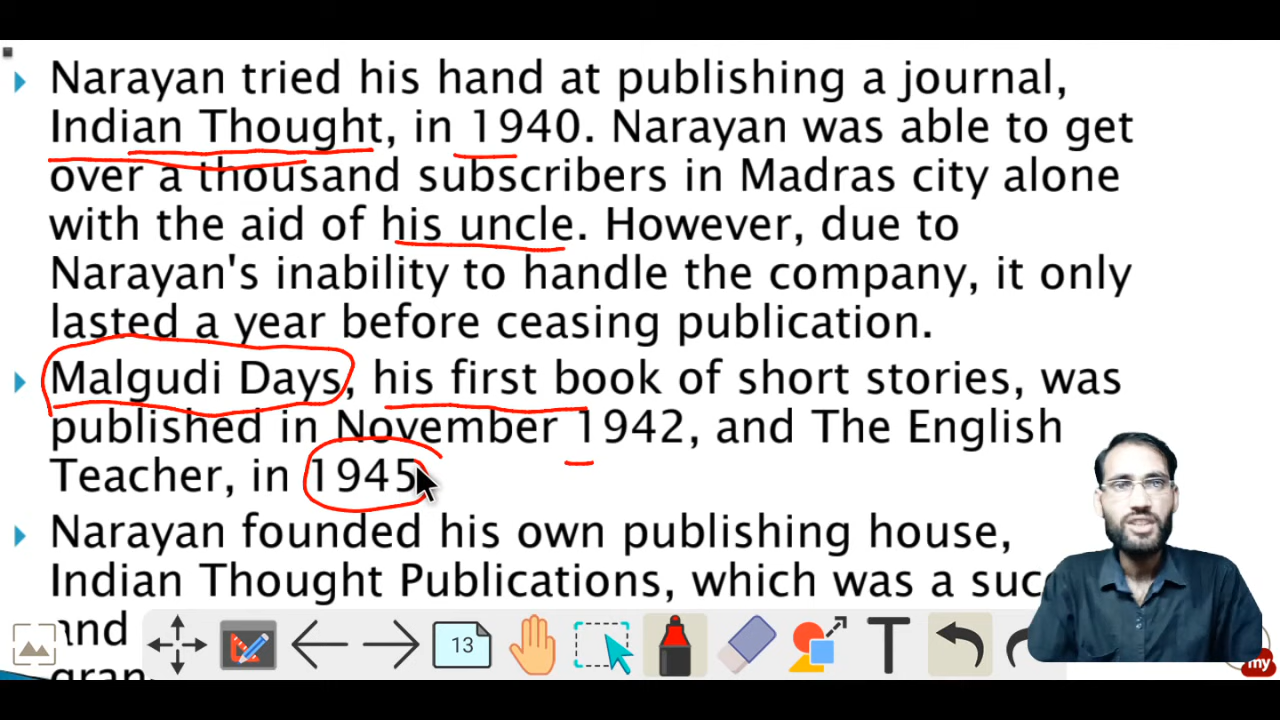 Narayan tried his hand at publishing a journal,
Indian Thought, in 1940. Narayan was able to get
over a thousand subscribers in Madras city alone
with the aid of his uncle. However, due to
Narayan's inability to handle the company, it only
lasted a year before ceasing publication.
Malgudi Days, his first book of short stories, was
published in November 1942, and The English
Teacher, in 1945
Narayan founded his own publishing house,
Indian Thought Publications, which was a
and
13
T
my